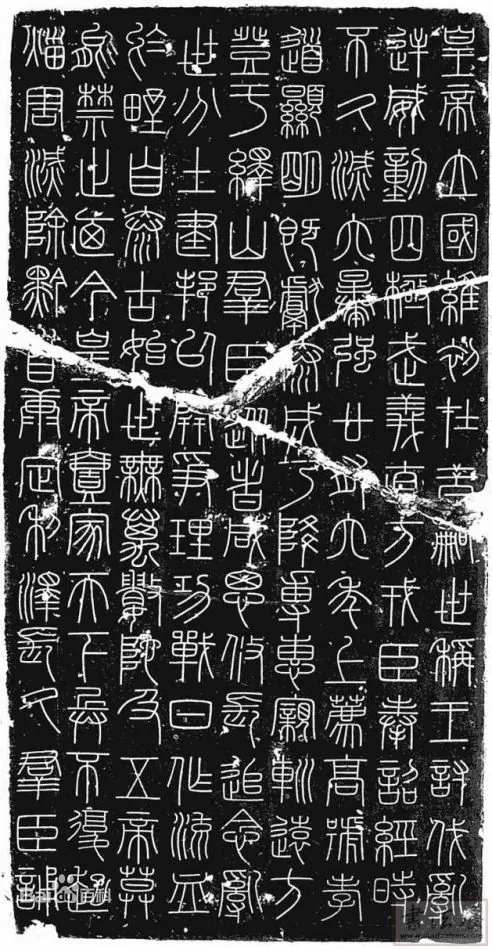 皇帝立國維初在昔嗣世稱王討伐亂
逆威動四極武義直方戎臣奉詔經時
不久滅六暴強廿有六年上薦高號孝
道顯明既獻泰成乃降專惠親巡遠方
登于繹山羣臣從者咸思攸長追念亂
世分土建邦以開爭理功戰日作流血
於野自泰古始世無萬數陀及五帝莫
能禁止迺今皇帝壹家天下兵不復起
災害滅除黔首康定利澤長久羣臣誦